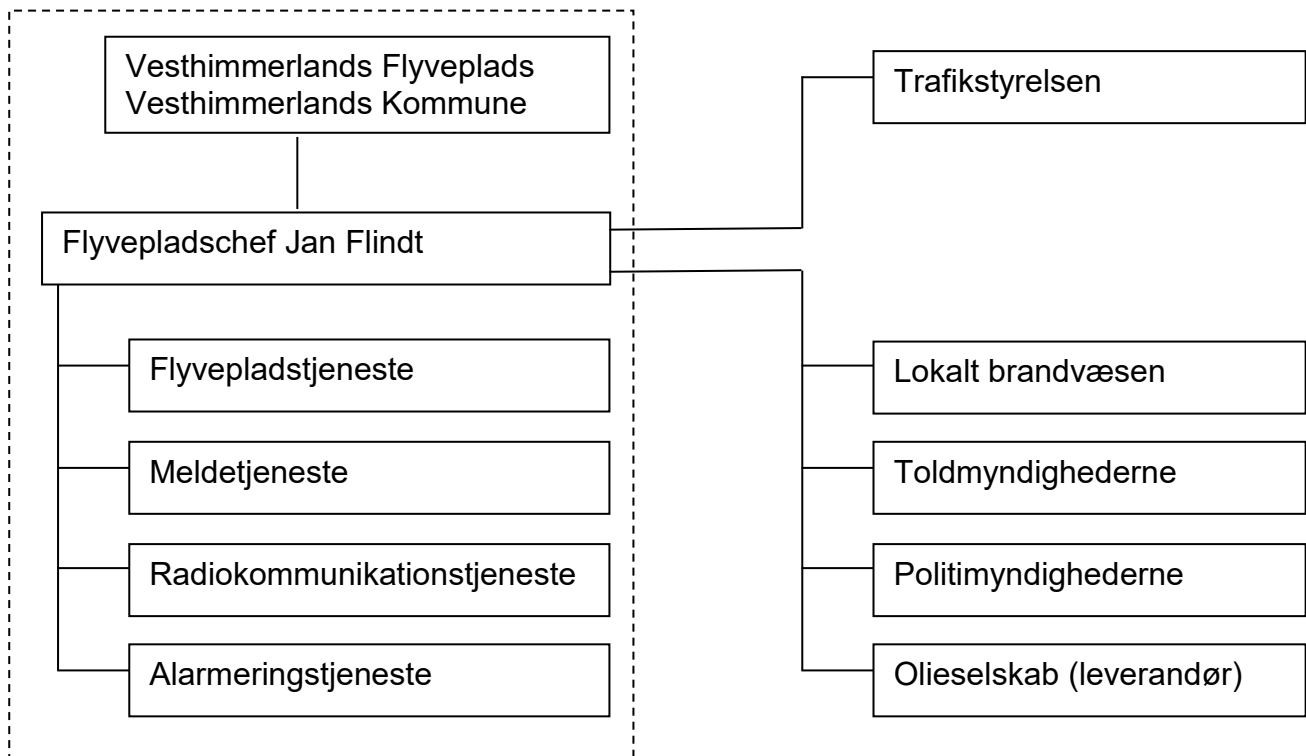 Vesthimmerlands Flyveplads
Vesthimmerlands Kommune
Trafikstyrelsen
Flyvepladschef Jan Flindt
Flyvepladstjeneste
Lokalt brandvæsen
Meldetjeneste
Toldmyndighederne
Radiokommunikationstjeneste
Politimyndighederne
Alarmeringstjeneste
Olieselskab (leverandør)